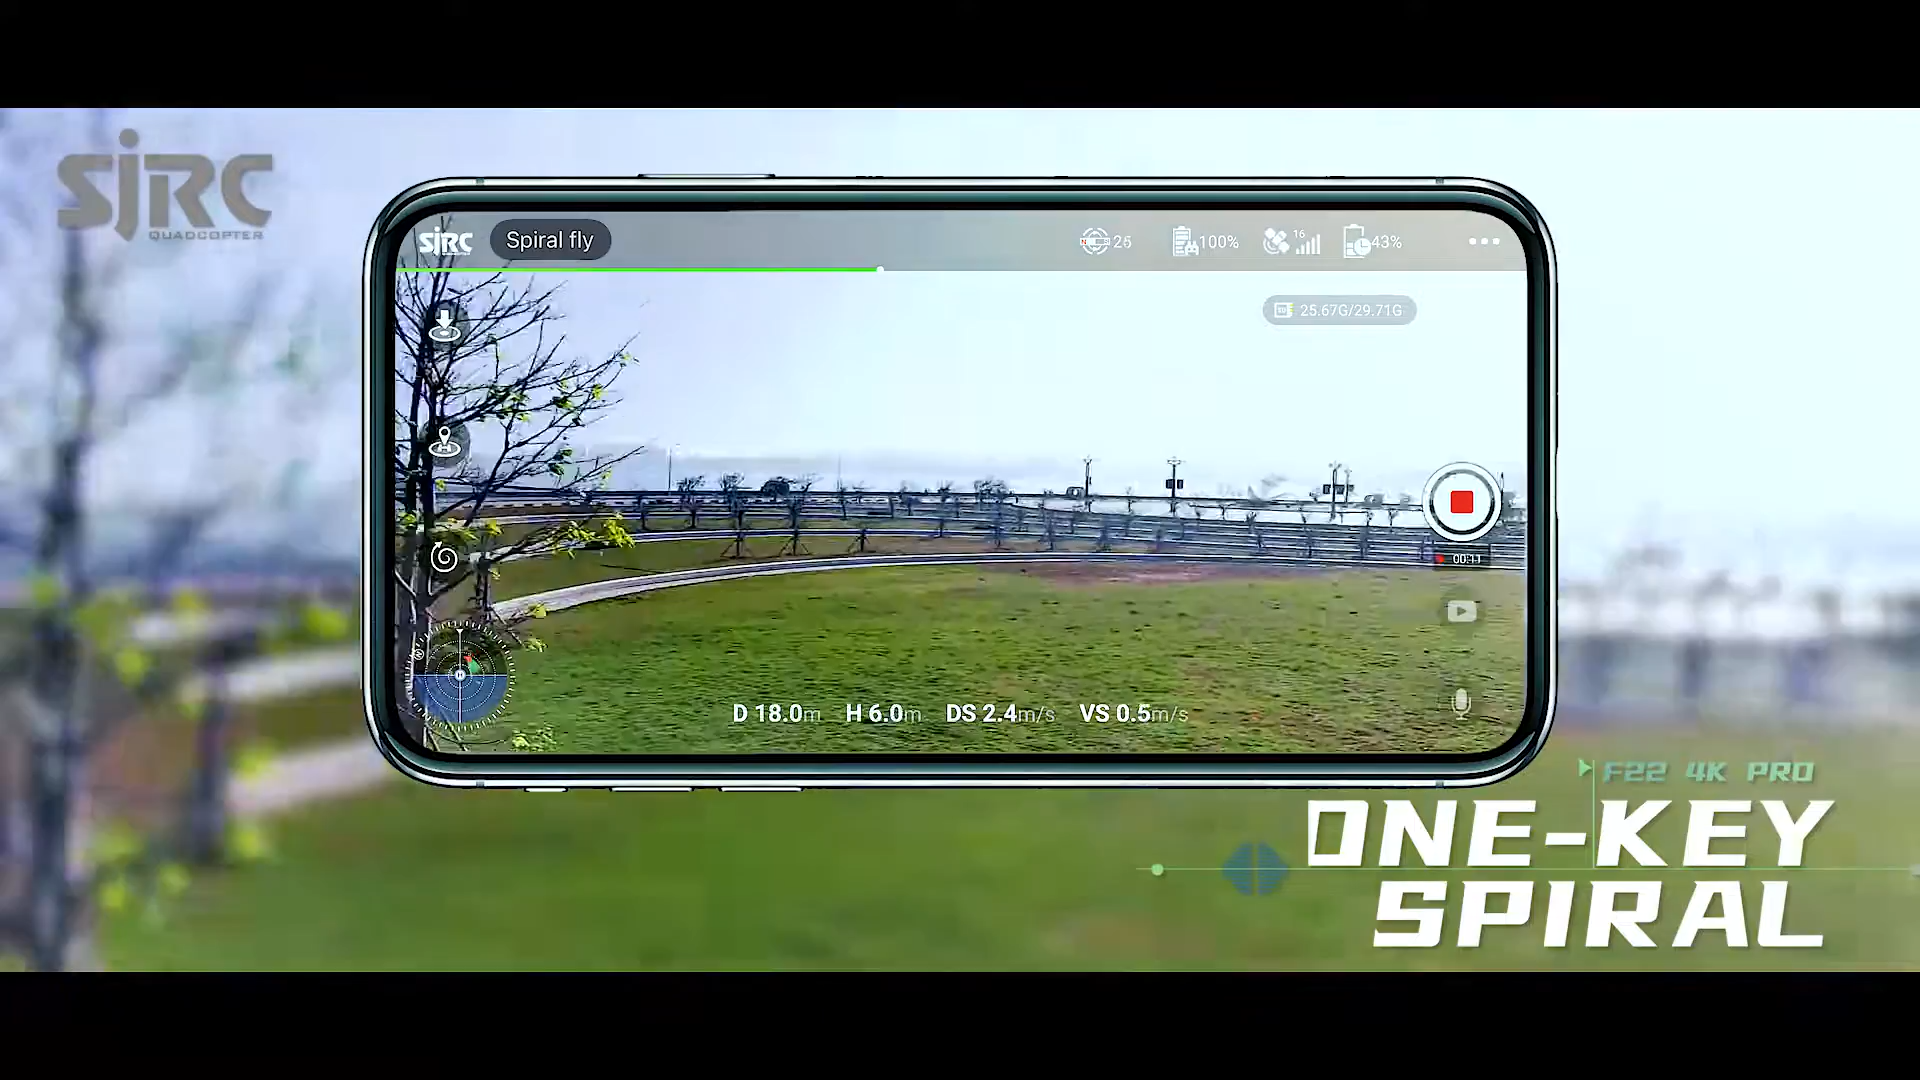 SJRC
QUADCOPTER
SJRC
Spiral fly
26
100%
16
43%
25.67G/29.71G
00:11
D 18.0m H 6.0m DS 2.4m/s VS 0.5m/s
F22 4K PRO
ONE-KEY
SPIRAL